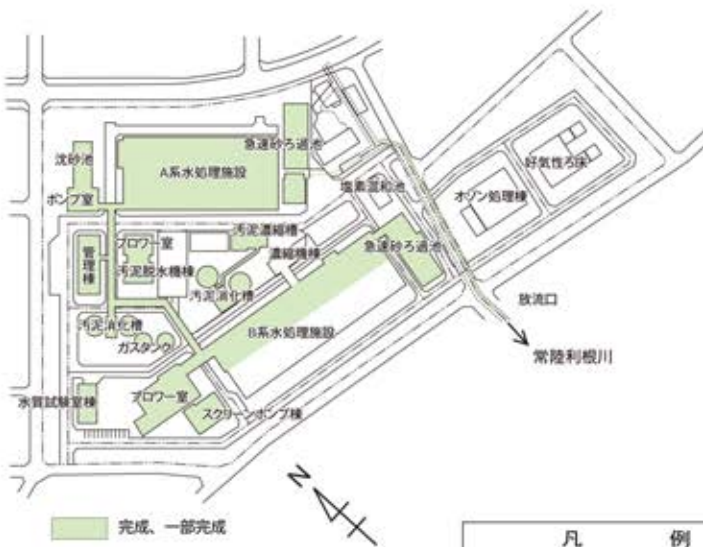 急速砂ろ過池
沈砂池
A系水処理施設
ポンプ室
塩素混和池
オゾン処理棟
好気性ろ床
管理棟
ブロワー室
汚泥脱水機棟
汚泥濃縮槽
濃縮機棟
急速砂ろ過池
汚泥消化槽
汚泥消化槽
ガスタンク
B系水処理施設
放流口
常陸利根川
水質試験室棟
ブロワー室
スクリーンポンプ棟
N
完成、一部完成
凡 例